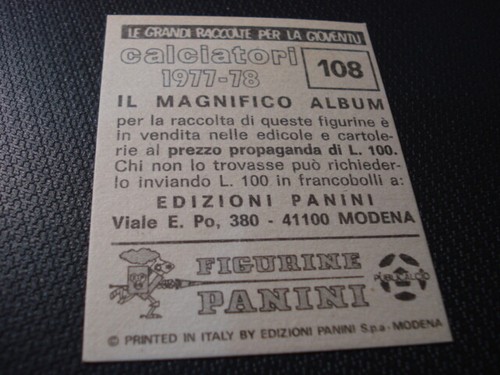 LE GRANDI RACCOLTE PER LA GIOVENTÙ
calciatori
1977-78
108
IL MAGNIFICO ALBUM
per la raccolta di queste figurine è
in vendita nelle edicole e cartole-
rie al prezzo propaganda di L. 100.
Chi non lo trovasse può richieder-
lo inviando L. 100 in francobolli a:
EDIZIONI PANINI
Viale E. Po, 380 - 41100 MODENA
FIGURINE
PANINI
© PRINTED IN ITALY BY EDIZIONI PANINI S.p.a - MODENA